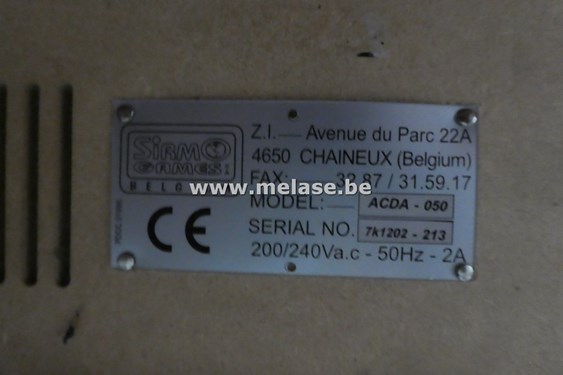 SiRMO
GAMES
BELG
Z.I. — Avenue du Parc 22A
4650 CHAINEUX (Belgium)
FAX: 32.87 / 31.59.17
www.melase.be
MODEL: — ACDA - 050
SERIAL NO. 7k1202 - 213
200/240Va.c - 50Hz - 2A
CE